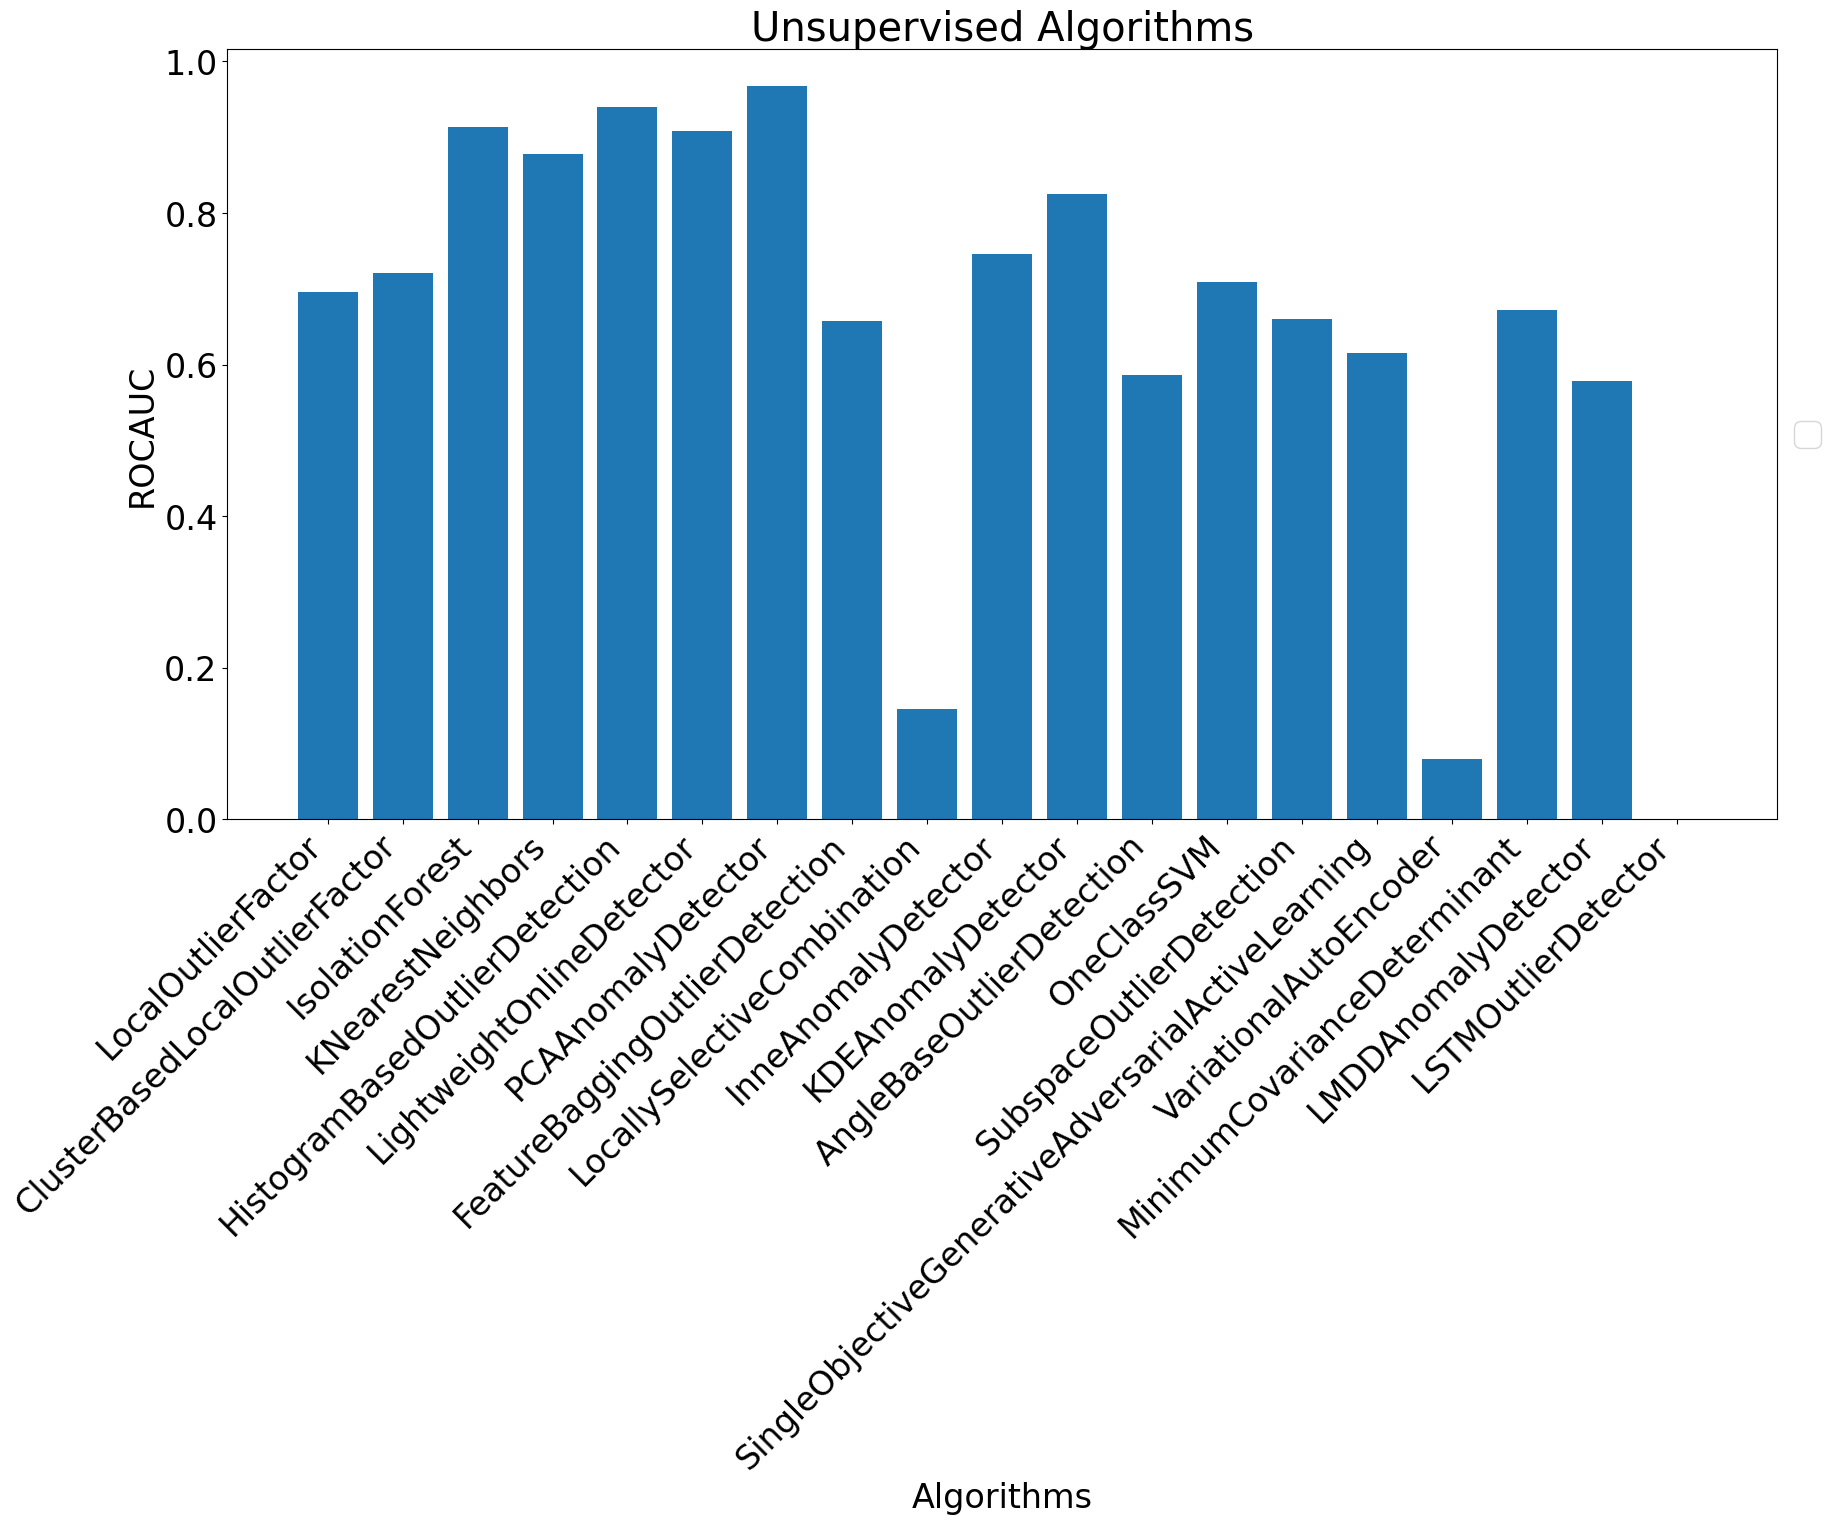 Unsupervised Algorithms
1.0
0.8
0.6
0.4
0.2
0.0
ROCAUC
LocalOutlierFactor
ClusterBasedLocalOutlierFactor
IsolationForest
KNearestNeighbors
HistogramBasedOutlierDetection
LightweightOnlineDetector
PCAAnomalyDetector
FeatureBaggingOutlierDetection
LocallySelectiveCombination
InneAnomalyDetector
KDEAnomalyDetector
AngleBaseOutlierDetection
OneClassSVM
SubspaceOutlierDetection
SingleObjectiveGenerativeAdversarialActiveLearning
VariationalAutoEncoder
MinimumCovarianceDeterminant
LMDDAnomalyDetector
LSTMOutlierDetector
Algorithms